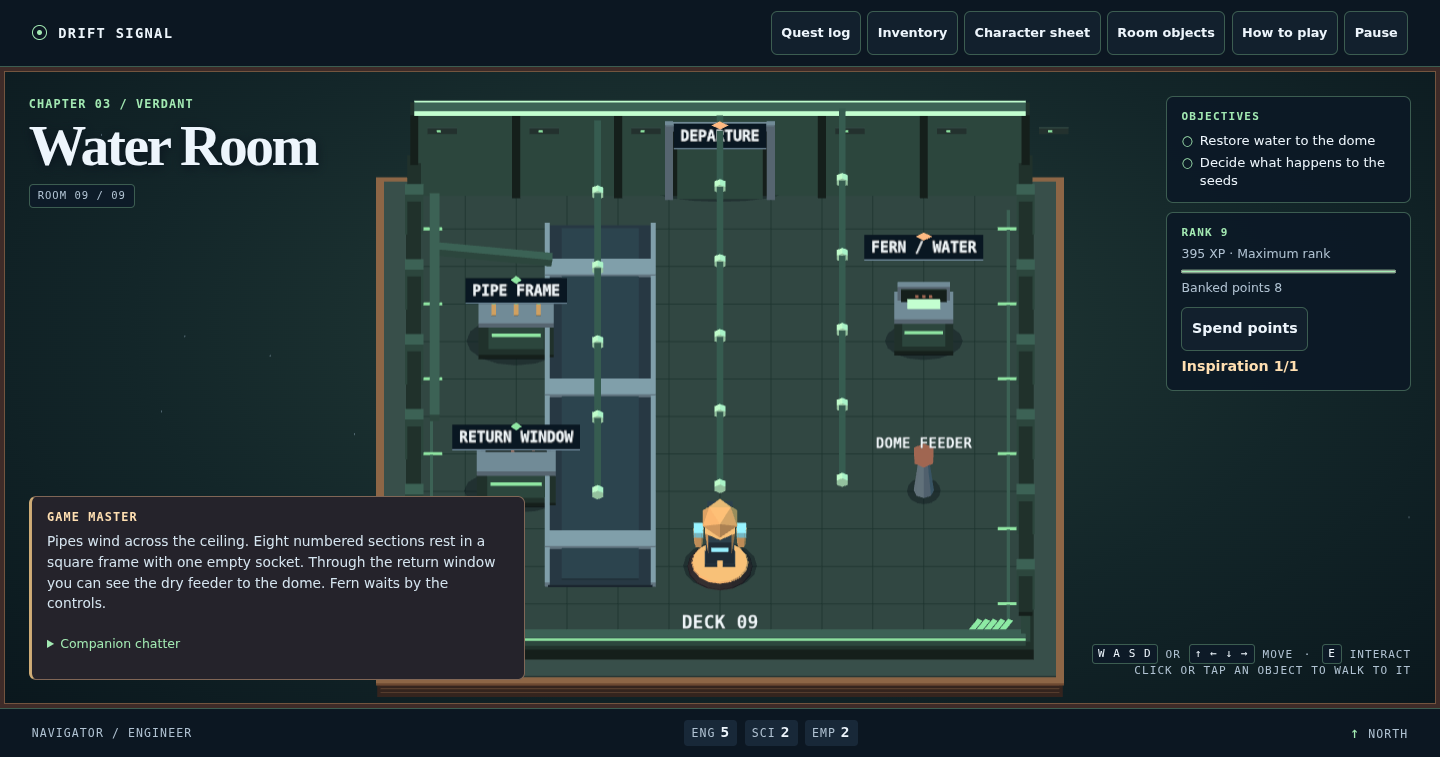 DRIFT SIGNAL
Quest log
Inventory
Character sheet
Room objects
How to play
Pause
CHAPTER 03 / VERDANT
Water Room
ROOM 09 / 09
DEPARTURE
FERN / WATER
PIPE FRAME
RETURN WINDOW
DOME FEEDER
DECK 09
OBJECTIVES
Restore water to the dome
Decide what happens to the
seeds
RANK 9
395 XP · Maximum rank
Banked points 8
Spend points
Inspiration 1/1
GAME MASTER
Pipes wind across the ceiling. Eight numbered sections rest in a
square frame with one empty socket. Through the return window
you can see the dry feeder to the dome. Fern waits by the
controls.
▶ Companion chatter
W A S D OR ↑ ← ↓ → MOVE · E INTERACT
CLICK OR TAP AN OBJECT TO WALK TO IT
NAVIGATOR / ENGINEER
ENG 5
SCI 2
EMP 2
↑ NORTH